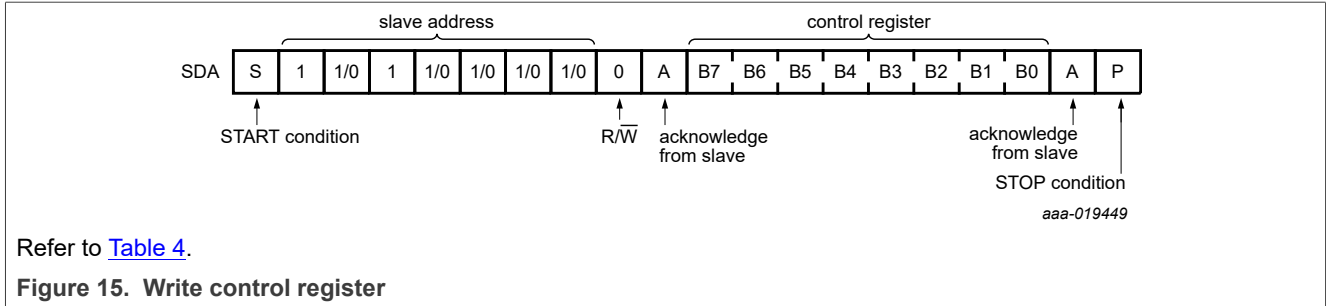 slave address control register
SDA S 1 1/0 1 1/0 1/0 1/0 1/0 0 A B7 B6 B5 B4 B3 B2 B1 B0 A P
START condition R/W̅ acknowledge from slave acknowledge from slave
STOP condition
aaa-019449
Refer to Table 4.
Figure 15. Write control register